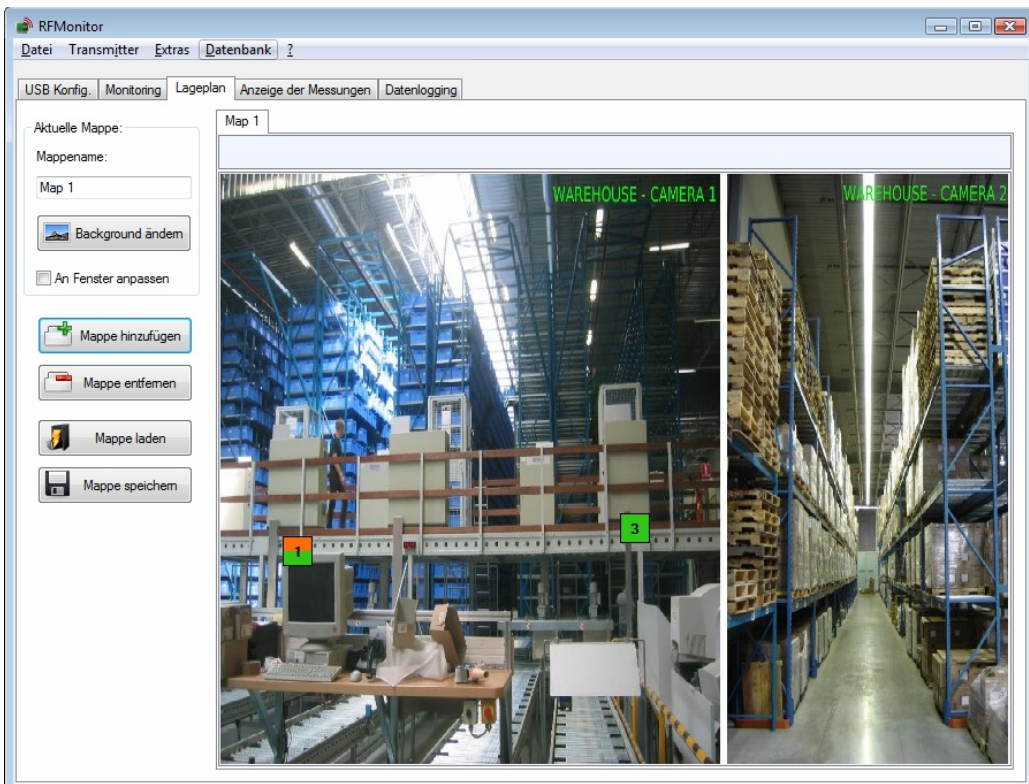 RFMonitor
Datei Transmitter Extras Datenbank ?
USB Konfig. Monitoring Lageplan Anzeige der Messungen Datenlogging
Aktuelle Mappe:
Mappename:
Map 1
Background ändern
An Fenster anpassen
Mappe hinzufügen
Mappe entfernen
Mappe laden
Mappe speichern
Map 1
WAREHOUSE - CAMERA 1
WAREHOUSE - CAMERA 2
3
1